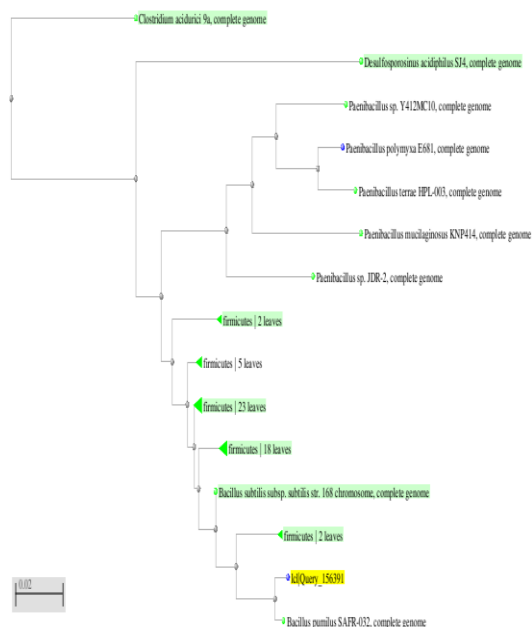 Clostridium acidurici 9a, complete genome
Desulfosporosinus acidiphilus SJ4, complete genome
Paenibacillus sp. Y412MC10, complete genome
Paenibacillus polymyxa E681, complete genome
Paenibacillus terrae HPL-003, complete genome
Paenibacillus mucilaginosus KNP414, complete genome
Paenibacillus sp. JDR-2, complete genome
firmicutes | 2 leaves
firmicutes | 5 leaves
firmicutes | 23 leaves
firmicutes | 18 leaves
Bacillus subtilis subsp. subtilis str. 168 chromosome, complete genome
firmicutes | 2 leaves
lcl|Query_156391
0.02
Bacillus pumilus SAFR-032, complete genome